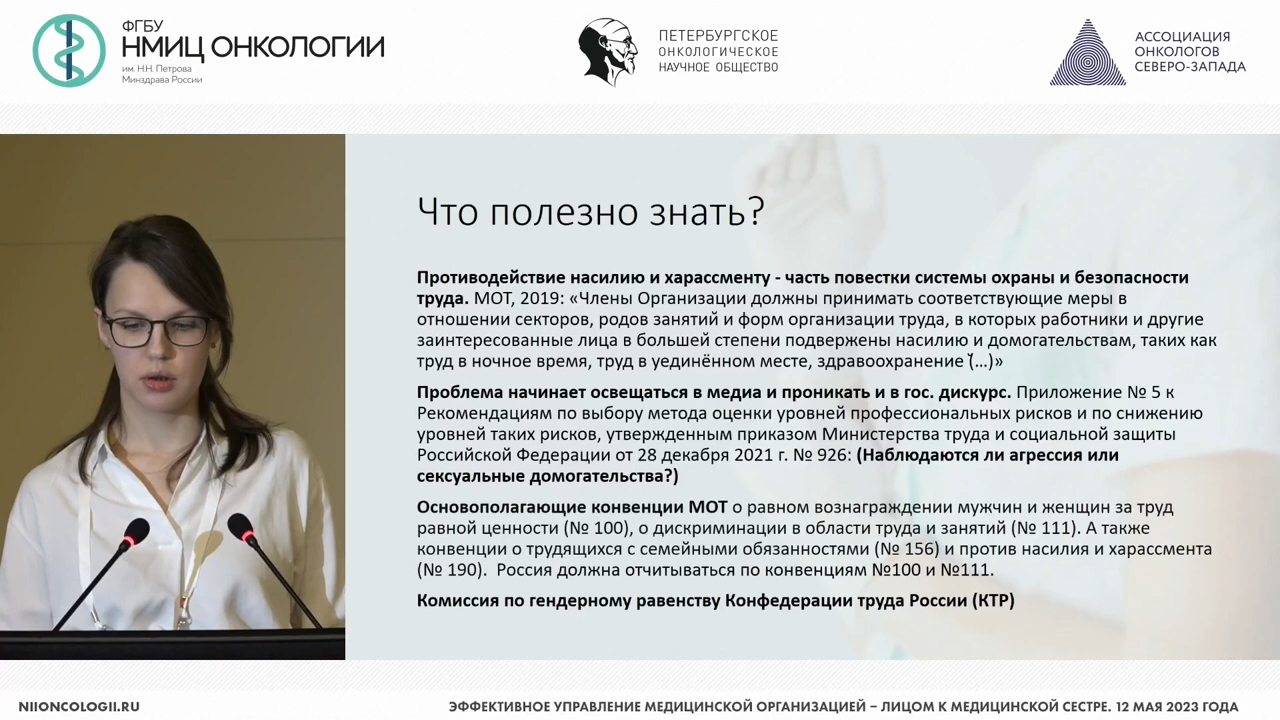 ФГБУ
НМИЦ ОНКОЛОГИИ
им. Н.Н. Петрова
Минздрава России
ПЕТЕРБУРГСКОЕ
ОНКОЛОГИЧЕСКОЕ
НАУЧНОЕ ОБЩЕСТВО
АССОЦИАЦИЯ
ОНКОЛОГОВ
СЕВЕРО-ЗАПАДА
Что полезно знать?
Противодействие насилию и харассменту - часть повестки системы охраны и безопасности
труда. МОТ, 2019: «Члены Организации должны принимать соответствующие меры в
отношении секторов, родов занятий и форм организации труда, в которых работники и другие
заинтересованные лица в большей степени подвержены насилию и домогательствам, таких как
труд в ночное время, труд в уединённом месте, здравоохранение (...)»
Проблема начинает освещаться в медиа и проникать и в гос. дискурс. Приложение № 5 к
Рекомендациям по выбору метода оценки уровней профессиональных рисков и по снижению
уровней таких рисков, утвержденным приказом Министерства труда и социальной защиты
Российской Федерации от 28 декабря 2021 г. № 926: (Наблюдаются ли агрессия или
сексуальные домогательства?)
Основополагающие конвенции МОТ о равном вознаграждении мужчин и женщин за труд
равной ценности (№ 100), о дискриминации в области труда и занятий (№ 111). А также
конвенции о трудящихся с семейными обязанностями (№ 156) и против насилия и харассмента
(№ 190). Россия должна отчитываться по конвенциям №100 и №111.
Комиссия по гендерному равенству Конфедерации труда России (КТР)
NIIONCOLOGII.RU
ЭФФЕКТИВНОЕ УПРАВЛЕНИЕ МЕДИЦИНСКОЙ ОРГАНИЗАЦИЕЙ – ЛИЦОМ К МЕДИЦИНСКОЙ СЕСТРЕ. 12 МАЯ 2023 ГОДА